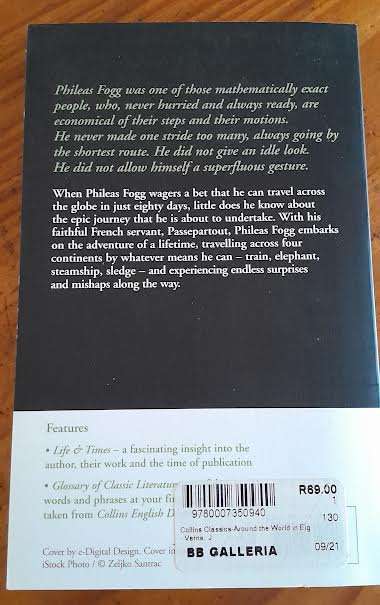 Phileas Fogg was one of those mathematically exact
people, who, never hurried and always ready, are
economical of their steps and their motions.
He never made one stride too many, always going by
the shortest route. He did not give an idle look.
He did not allow himself a superfluous gesture.
When Phileas Fogg wagers a bet that he can travel across
the globe in just eighty days, little does he know about
the epic journey that he is about to undertake. With his
faithful French servant, Passepartout, Phileas Fogg embarks
on the adventure of a lifetime, travelling across four
continents by whatever means he can – train, elephant,
steamship, sledge – and experiencing endless surprises
and mishaps along the way.
Features
• Life & Times – a fascinating insight into the
author, their work and the time of publication
• Glossary of Classic Literature
words and phrases at your fi
taken from Collins English D
Cover by e-Digital Design. Cover im
iStock Photo / © Zeljko Santrac
9780007350940
Collins Classics-Around the World in Eig
Verne, J
BB GALLERIA
R69.00
1
130
09/21